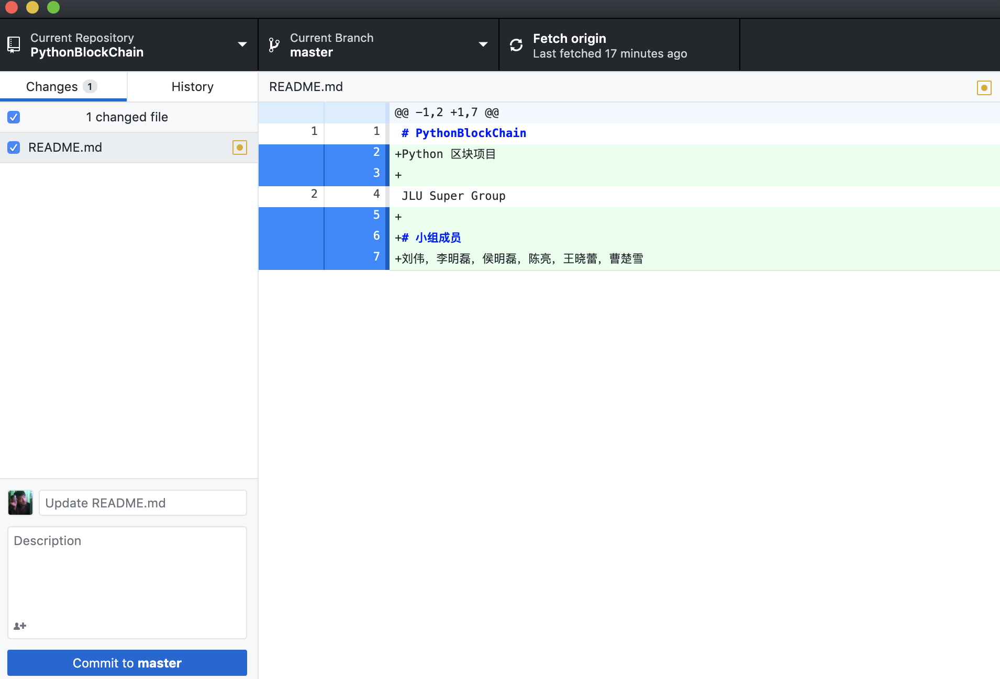 Current Repository
PythonBlockChain
Current Branch
master
Fetch origin
Last fetched 17 minutes ago
Changes 1
History
1 changed file
README.md
README.md
@@ -1,2 +1,7 @@
1 1 # PythonBlockChain
2 +Python 区块项目
3 +
2 4 JLU Super Group
5 +
6 +# 小组成员
7 +刘伟，李明磊，侯明磊，陈亮，王晓蕾，曹楚雪
Update README.md
Description
Commit to master